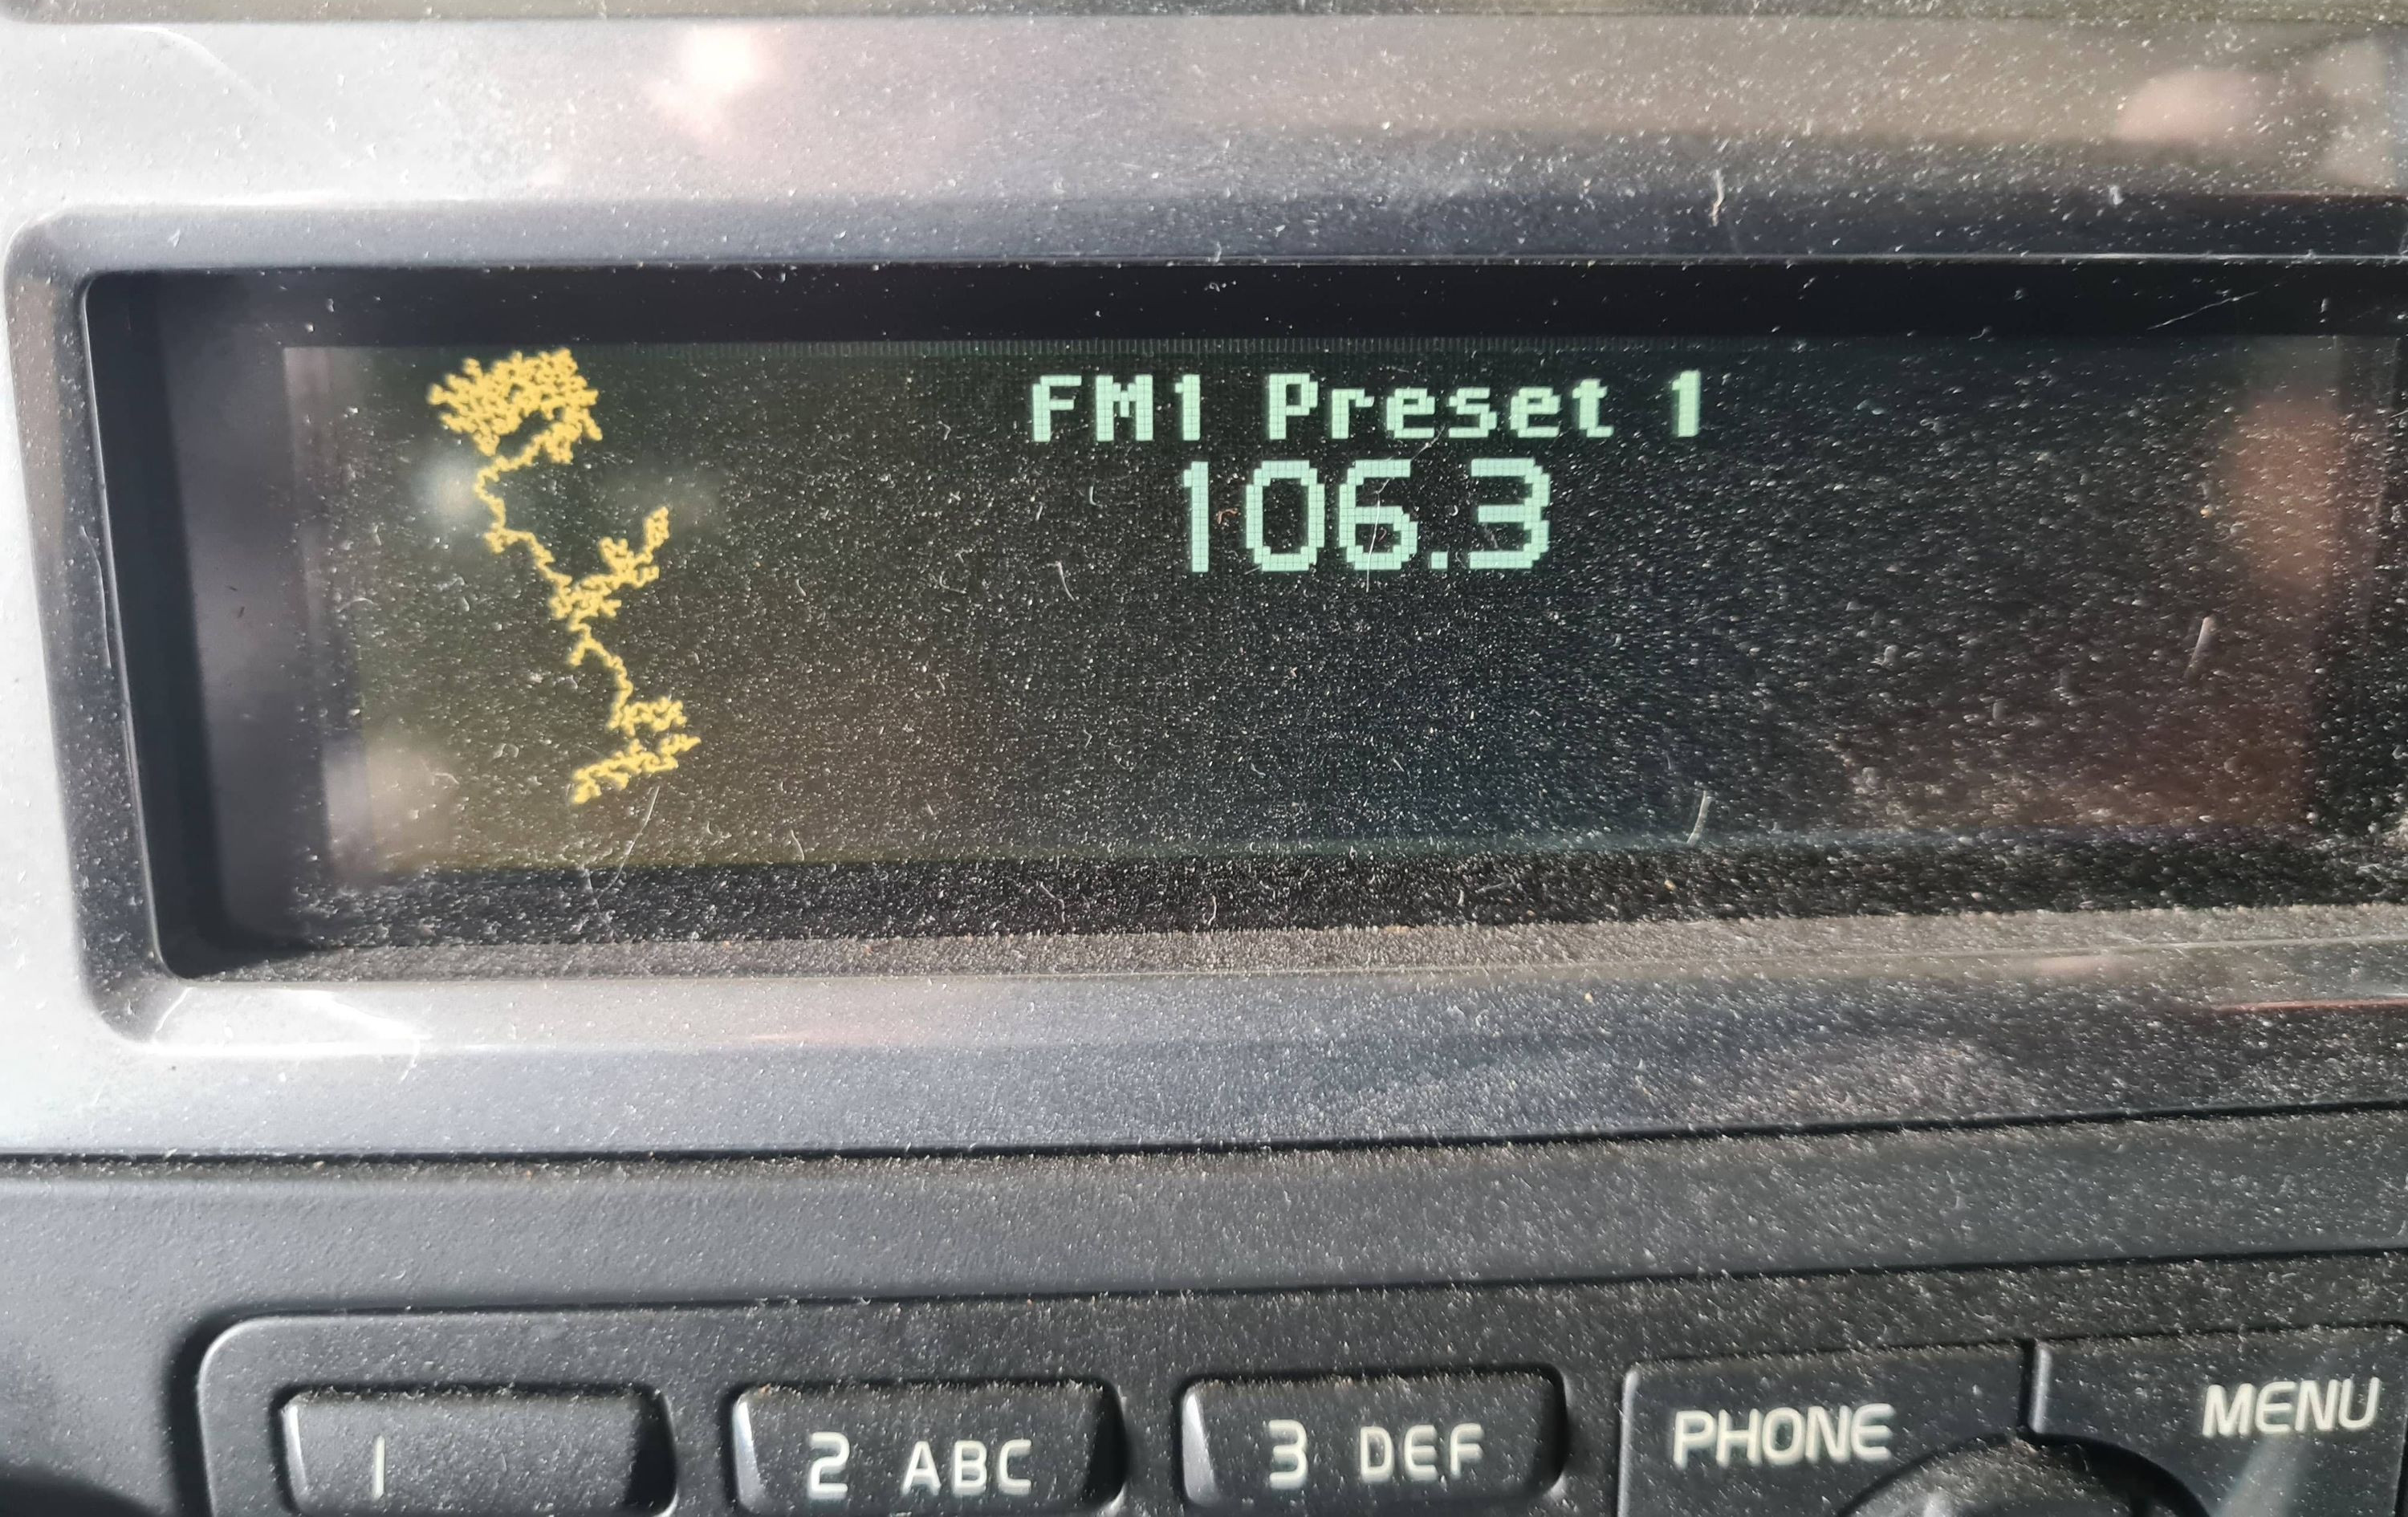 FM1 Preset 1
106.3
1
2 ABC
3 DEF
PHONE
MENU